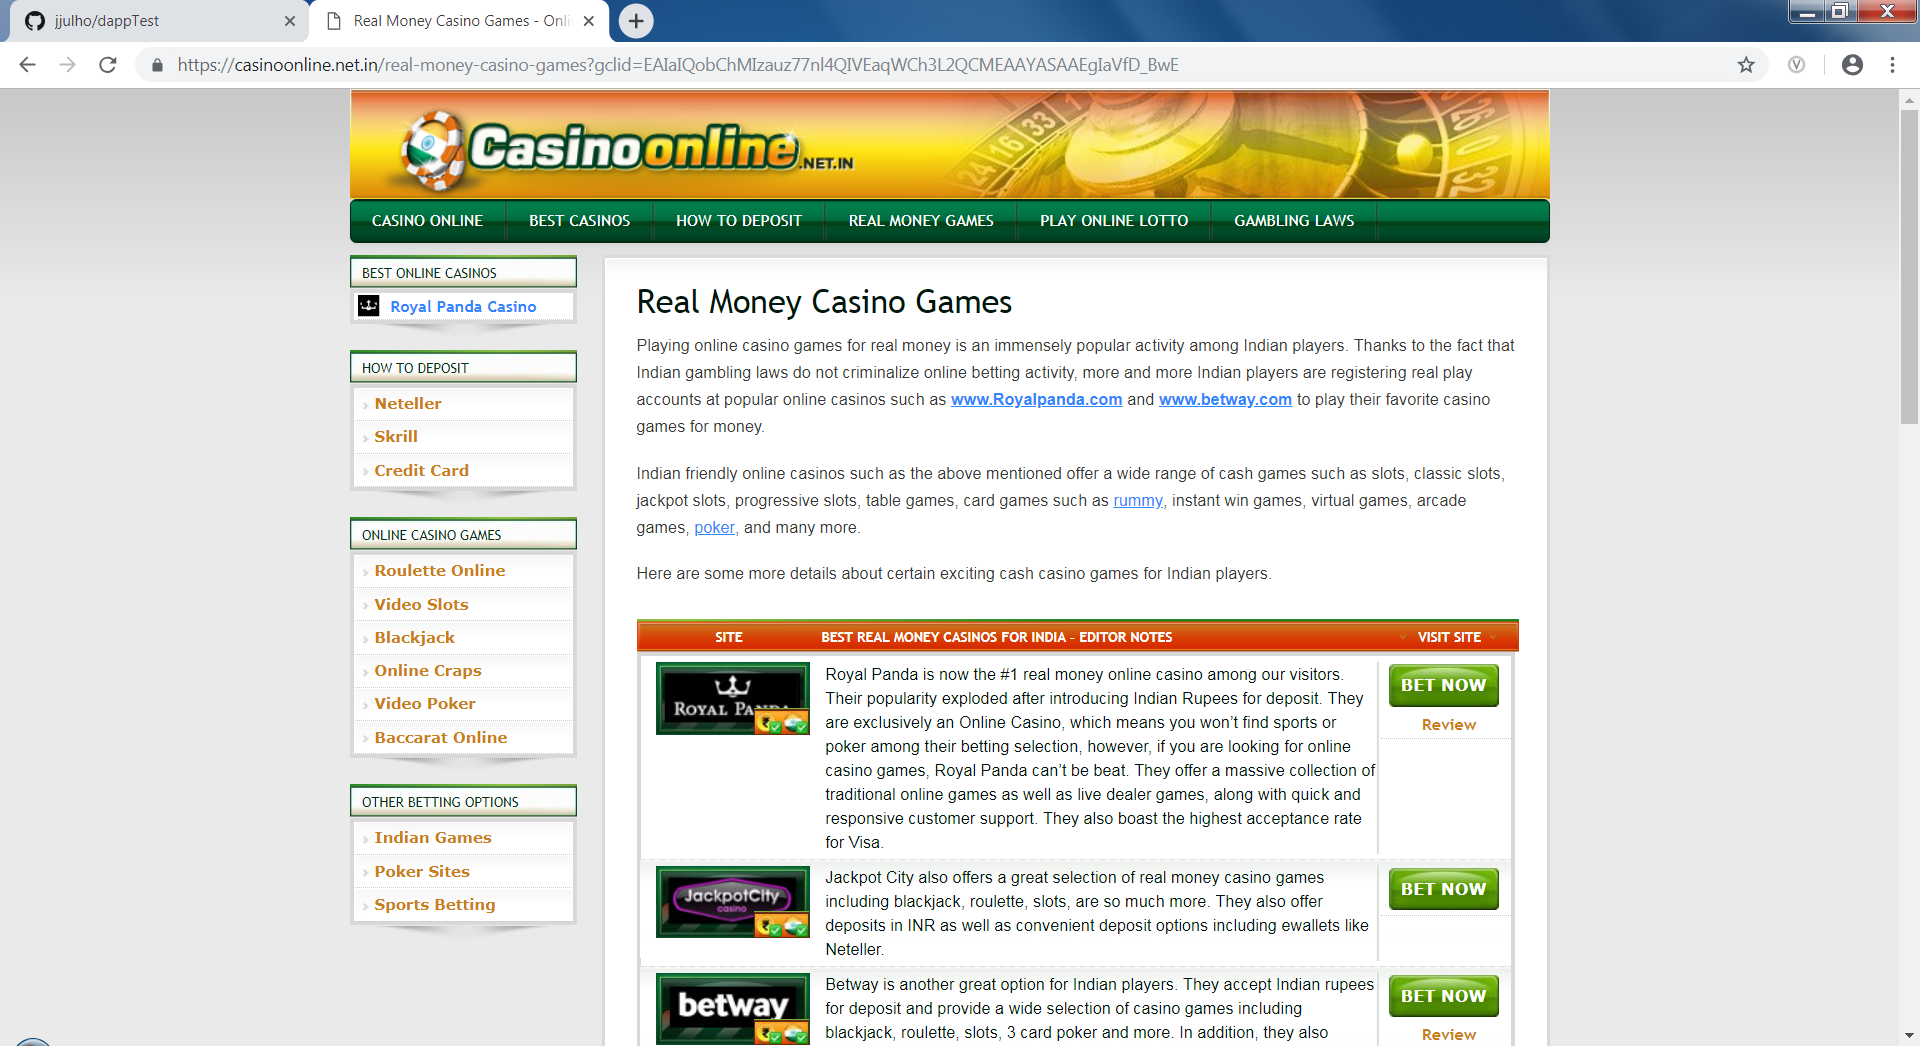 jjulho/dappTest
Real Money Casino Games - Onli
https://casinoonline.net.in/real-money-casino-games?gclid=EAIaIQobChMIzauz77nl4QIVEaqWCh3L2QCMEAAYASAAEgIaVfD_BwE
Casinoonline.NET.IN
24 16 33 26 0 32
CASINO ONLINE
BEST CASINOS
HOW TO DEPOSIT
REAL MONEY GAMES
PLAY ONLINE LOTTO
GAMBLING LAWS
BEST ONLINE CASINOS
Royal Panda Casino
HOW TO DEPOSIT
Neteller
Skrill
Credit Card
ONLINE CASINO GAMES
Roulette Online
Video Slots
Blackjack
Online Craps
Video Poker
Baccarat Online
OTHER BETTING OPTIONS
Indian Games
Poker Sites
Sports Betting
Real Money Casino Games
Playing online casino games for real money is an immensely popular activity among Indian players. Thanks to the fact that
Indian gambling laws do not criminalize online betting activity, more and more Indian players are registering real play
accounts at popular online casinos such as www.Royalpanda.com and www.betway.com to play their favorite casino
games for money.
Indian friendly online casinos such as the above mentioned offer a wide range of cash games such as slots, classic slots,
jackpot slots, progressive slots, table games, card games such as rummy, instant win games, virtual games, arcade
games, poker, and many more.
Here are some more details about certain exciting cash casino games for Indian players.
SITE
BEST REAL MONEY CASINOS FOR INDIA - EDITOR NOTES
VISIT SITE
ROYAL PANDA
Royal Panda is now the #1 real money online casino among our visitors.
Their popularity exploded after introducing Indian Rupees for deposit. They
are exclusively an Online Casino, which means you won't find sports or
poker among their betting selection, however, if you are looking for online
casino games, Royal Panda can't be beat. They offer a massive collection of
traditional online games as well as live dealer games, along with quick and
responsive customer support. They also boast the highest acceptance rate
for Visa.
BET NOW
Review
JackpotCity
casino
Jackpot City also offers a great selection of real money casino games
including blackjack, roulette, slots, are so much more. They also offer
deposits in INR as well as convenient deposit options including ewallets like
Neteller.
BET NOW
betway
Betway is another great option for Indian players. They accept Indian rupees
for deposit and provide a wide selection of casino games including
blackjack, roulette, slots, 3 card poker and more. In addition, they also
BET NOW
Review